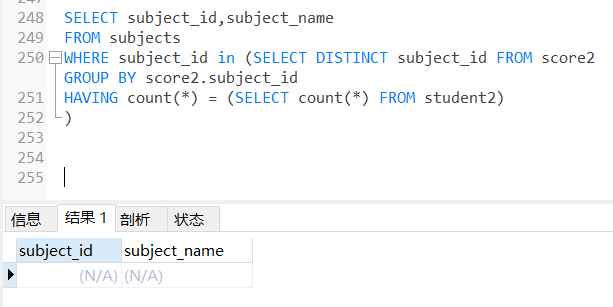 248 SELECT subject_id,subject_name
249 FROM subjects
250 WHERE subject_id in (SELECT DISTINCT subject_id FROM score2
GROUP BY score2.subject_id
251 HAVING count(*) = (SELECT count(*) FROM student2)
252 )
253
254
255
信息 结果 1 剖析 状态
subject_id subject_name
(N/A) (N/A)